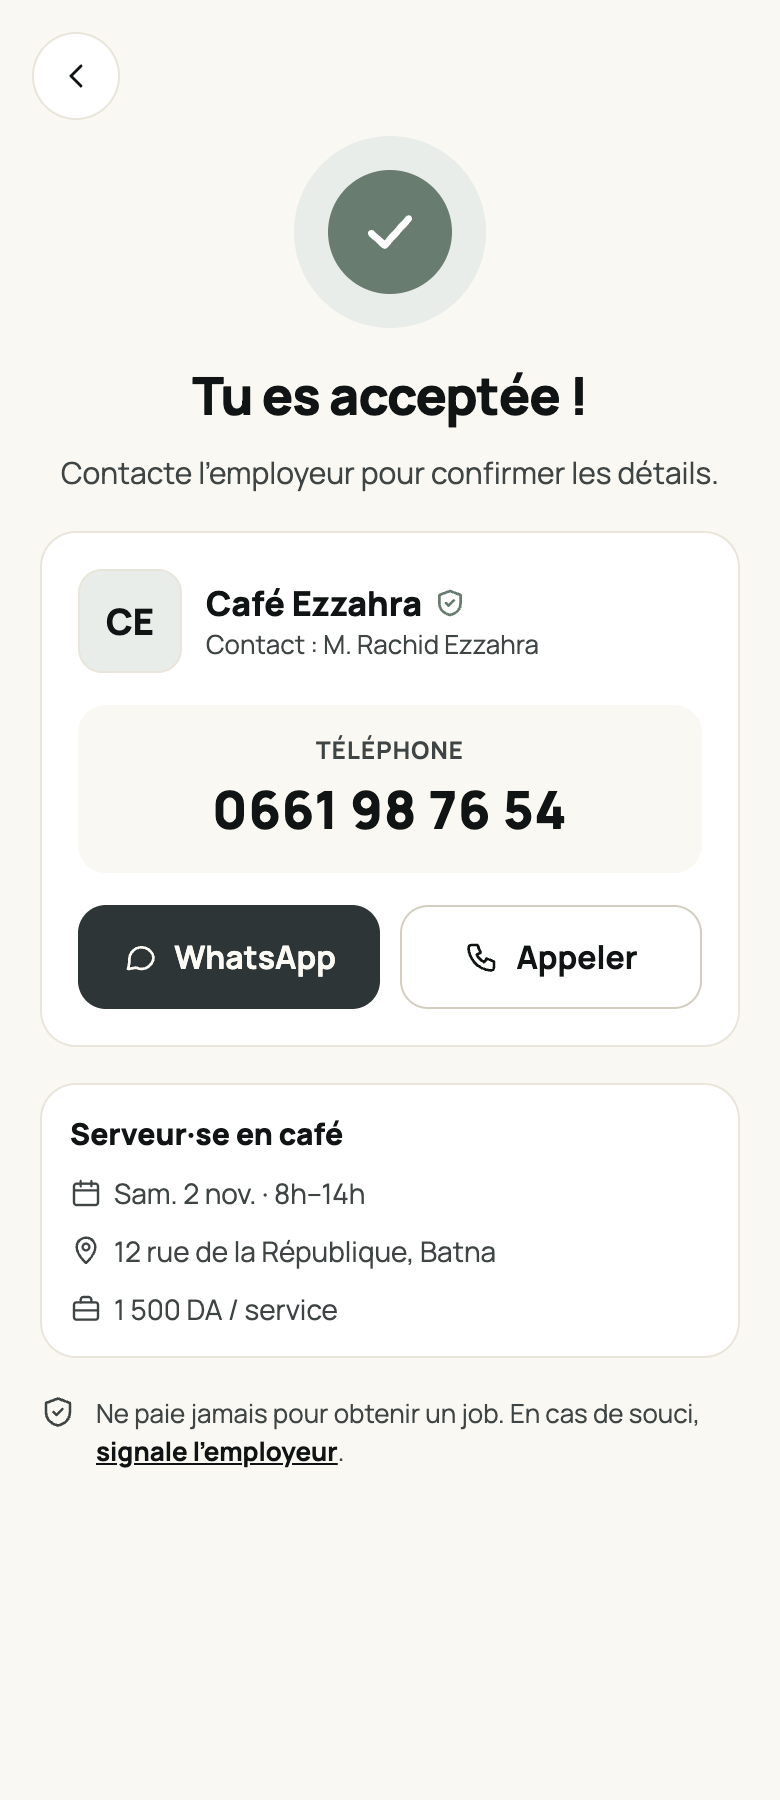 Tu es acceptée !
Contacte l’employeur pour confirmer les détails.
CE
Café Ezzahra
Contact : M. Rachid Ezzahra
TÉLÉPHONE
0661 98 76 54
WhatsApp
Appeler
Serveur·se en café
Sam. 2 nov. · 8h–14h
12 rue de la République, Batna
1 500 DA / service
Ne paie jamais pour obtenir un job. En cas de souci,
signale l’employeur.